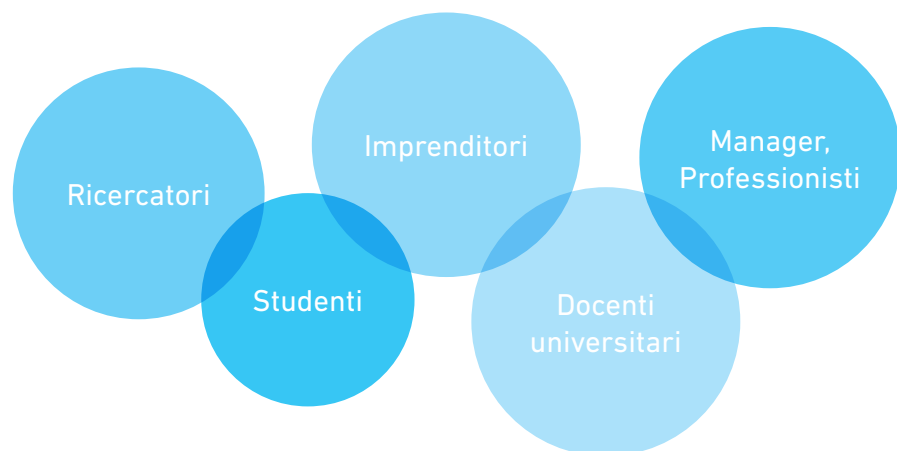 Ricercatori
Studenti
Imprenditori
Docenti
universitari
Manager,
Professionisti